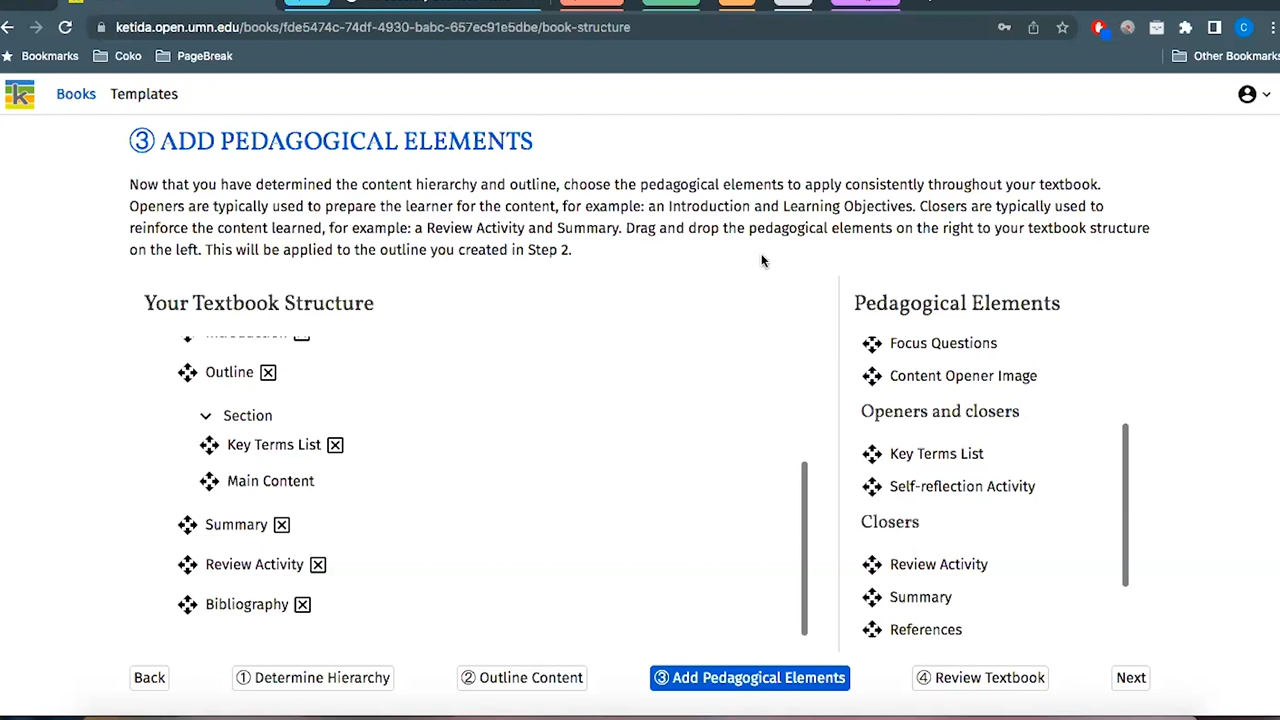 ketida.open.umn.edu/books/fde5474c-74df-4930-babc-657ec91e5dbe/book-structure
Bookmarks Coko PageBreak Other Bookmarks
Books Templates
③ ADD PEDAGOGICAL ELEMENTS
Now that you have determined the content hierarchy and outline, choose the pedagogical elements to apply consistently throughout your textbook.
Openers are typically used to prepare the learner for the content, for example: an Introduction and Learning Objectives. Closers are typically used to
reinforce the content learned, for example: a Review Activity and Summary. Drag and drop the pedagogical elements on the right to your textbook structure
on the left. This will be applied to the outline you created in Step 2.
Your Textbook Structure
Outline
Section
Key Terms List
Main Content
Summary
Review Activity
Bibliography
Pedagogical Elements
Focus Questions
Content Opener Image
Openers and closers
Key Terms List
Self-reflection Activity
Closers
Review Activity
Summary
References
Back ① Determine Hierarchy ② Outline Content ③ Add Pedagogical Elements ④ Review Textbook Next